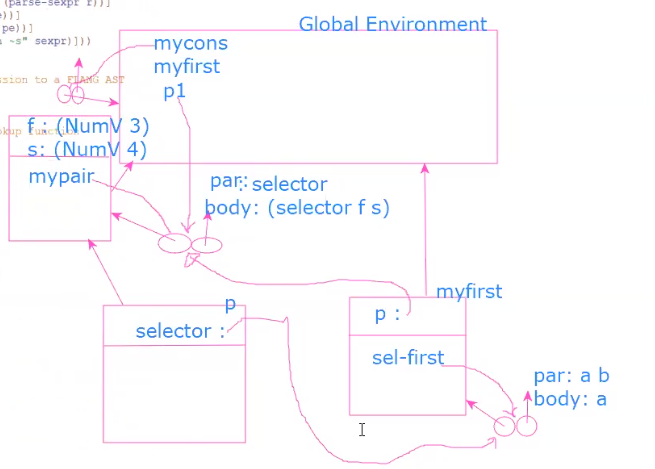 (parse-sexpr f))]
e))]
pe))]
s ~s" sexpr)]))
Global Environment
mycons
myfirst
p1
ssion to a FLANG AST
f : (NumV 3)
okup function
s: (NumV 4)
mypair
par: : selector
body: (selector f s)
p
selector :
myfirst
p :
sel-first
par: a b
body: a